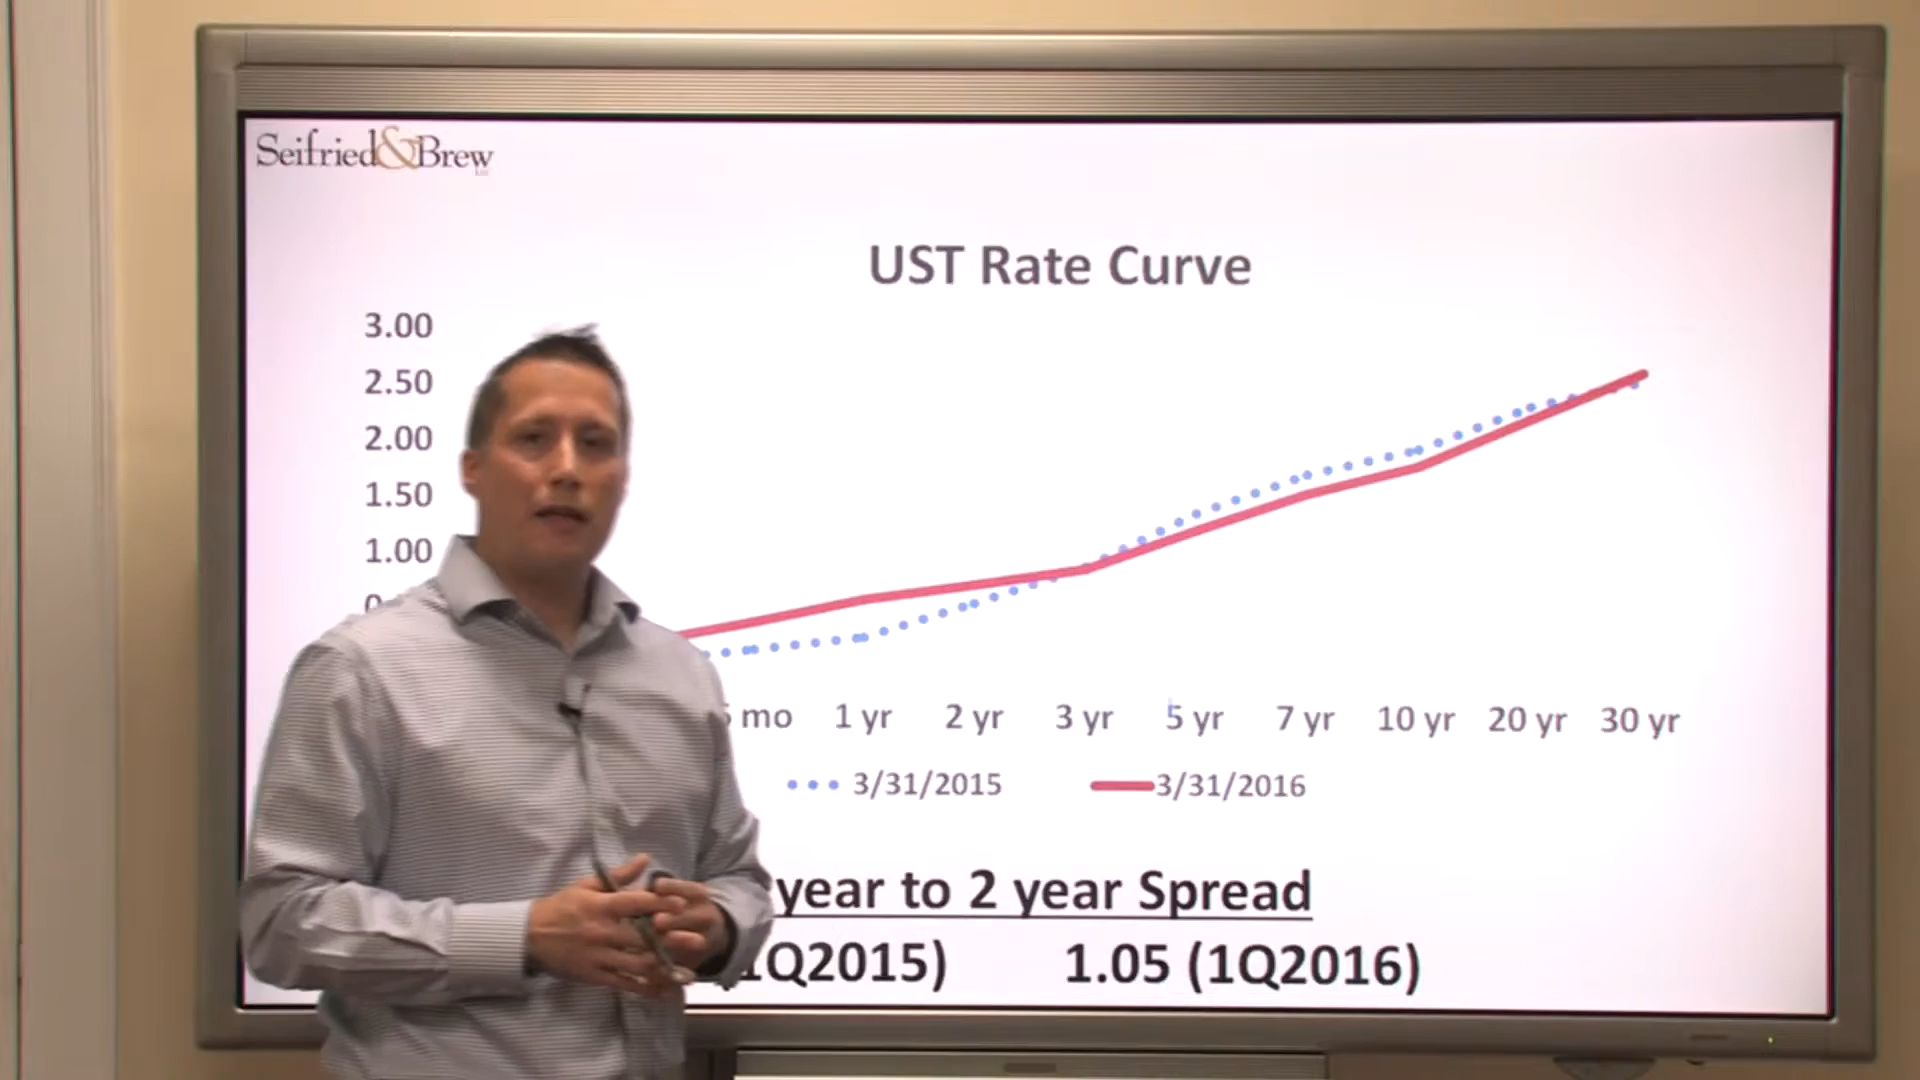 Seifried&Brew
LLC
UST Rate Curve
3.00
2.50
2.00
1.50
1.00
mo 1 yr 2 yr 3 yr 5 yr 7 yr 10 yr 20 yr 30 yr
3/31/2015 3/31/2016
year to 2 year Spread
1Q2015) 1.05 (1Q2016)